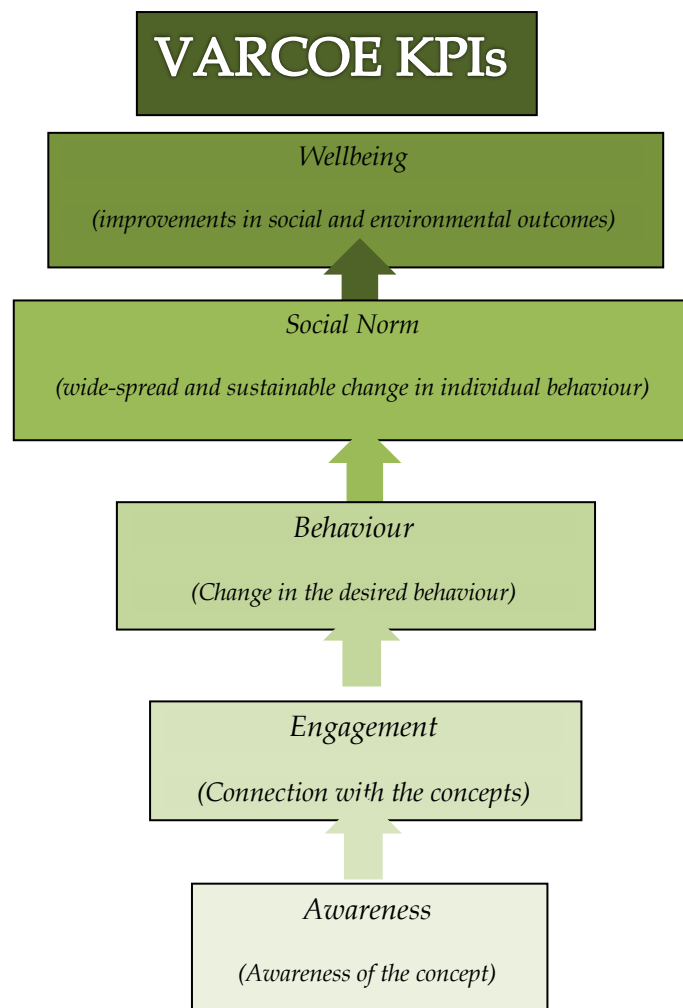 VARCOE KPIs
Wellbeing
(improvements in social and environmental outcomes)
Social Norm
(wide-spread and sustainable change in individual behaviour)
Behaviour
(Change in the desired behaviour)
Engagement
(Connection with the concepts)
Awareness
(Awareness of the concept)